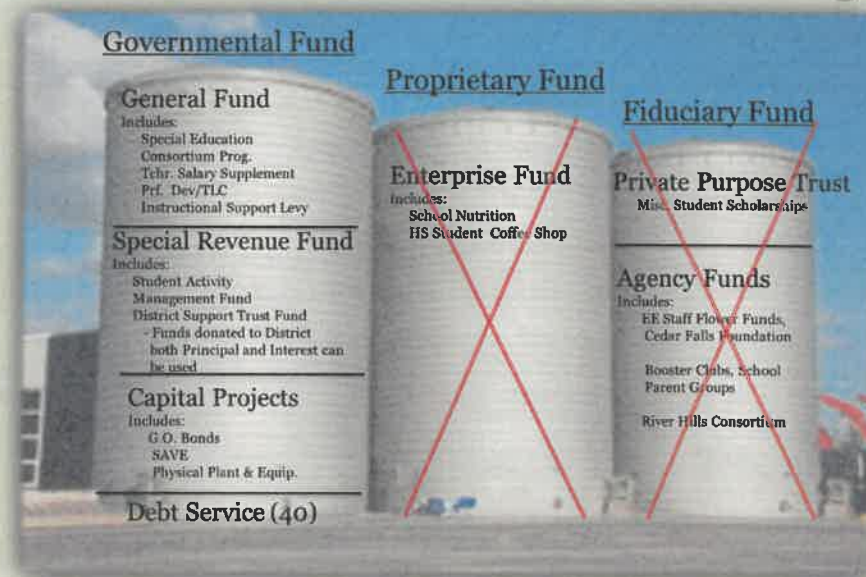 Governmental Fund
General Fund
Includes:
Special Education
Consortium Prog.
Tchr. Salary Supplement
Prf. Dev/TLC
Instructional Support Levy
Special Revenue Fund
Includes:
Student Activity
Management Fund
District Support Trust Fund
- Funds donated to District
both Principal and Interest can
be used
Capital Projects
Includes:
G.O. Bonds
SAVE
Physical Plant & Equip.
Debt Service (40)
Proprietary Fund
Enterprise Fund
Includes:
School Nutrition
HS Student Coffee Shop
Fiduciary Fund
Private Purpose Trust
Misc. Student Scholarships
Agency Funds
Includes:
EE Staff Flower Funds,
Cedar Falls Foundation
Booster Clubs, School
Parent Groups
River Hills Consortium